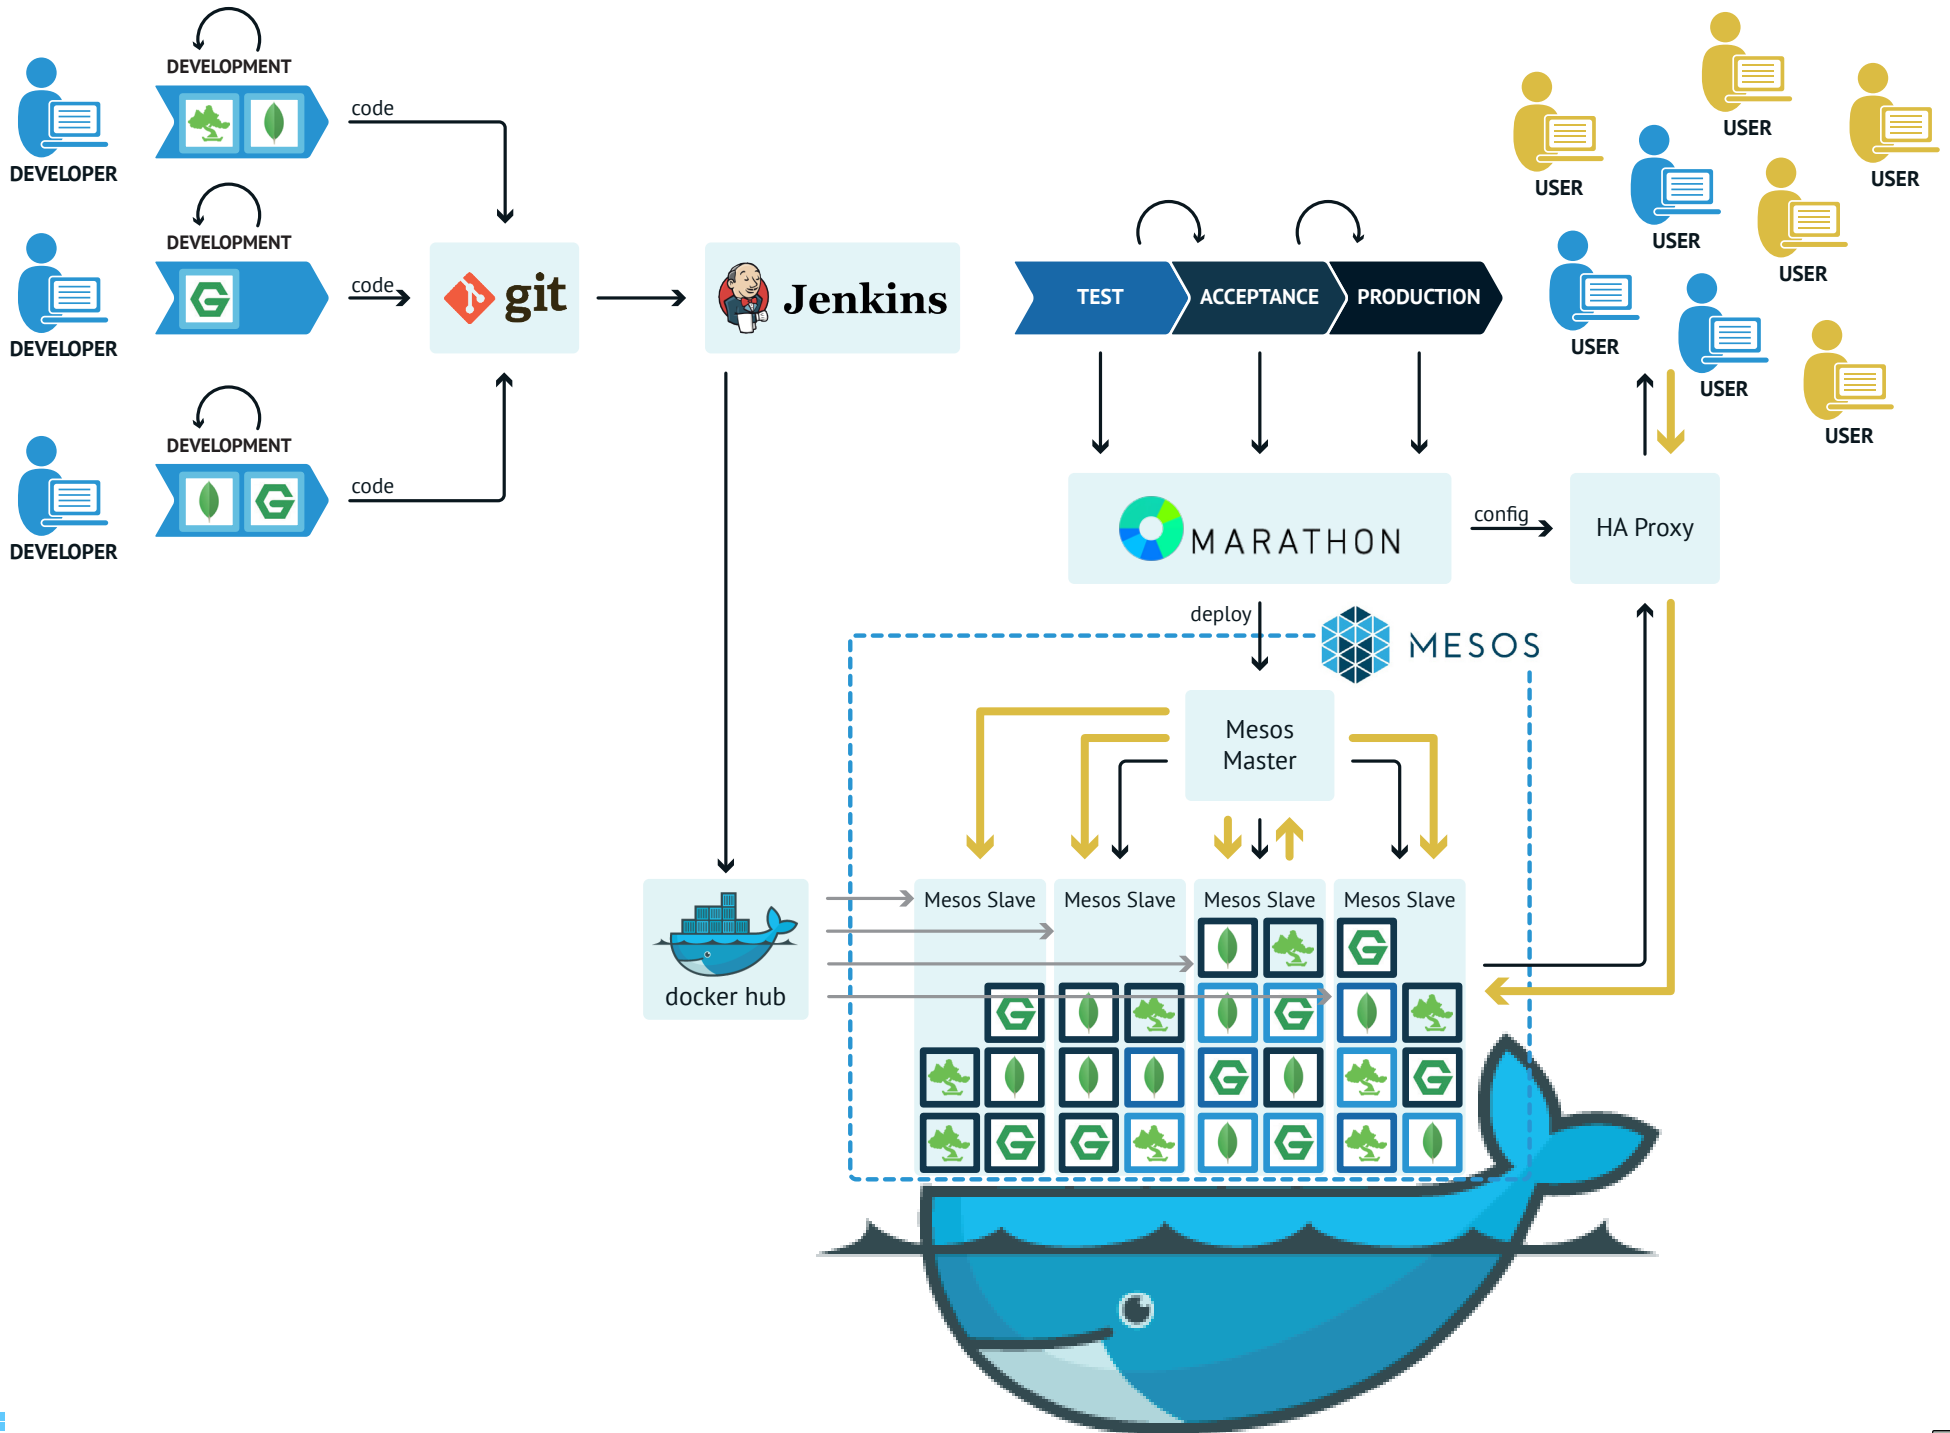 DEVELOPMENT
code
DEVELOPER
DEVELOPMENT
code
DEVELOPER
DEVELOPMENT
code
DEVELOPER
git
Jenkins
TEST
ACCEPTANCE
PRODUCTION
USER
USER
USER
USER
USER
USER
USER
USER
MARATHON
config
HA Proxy
deploy
MESOS
Mesos
Master
docker hub
Mesos Slave
Mesos Slave
Mesos Slave
Mesos Slave